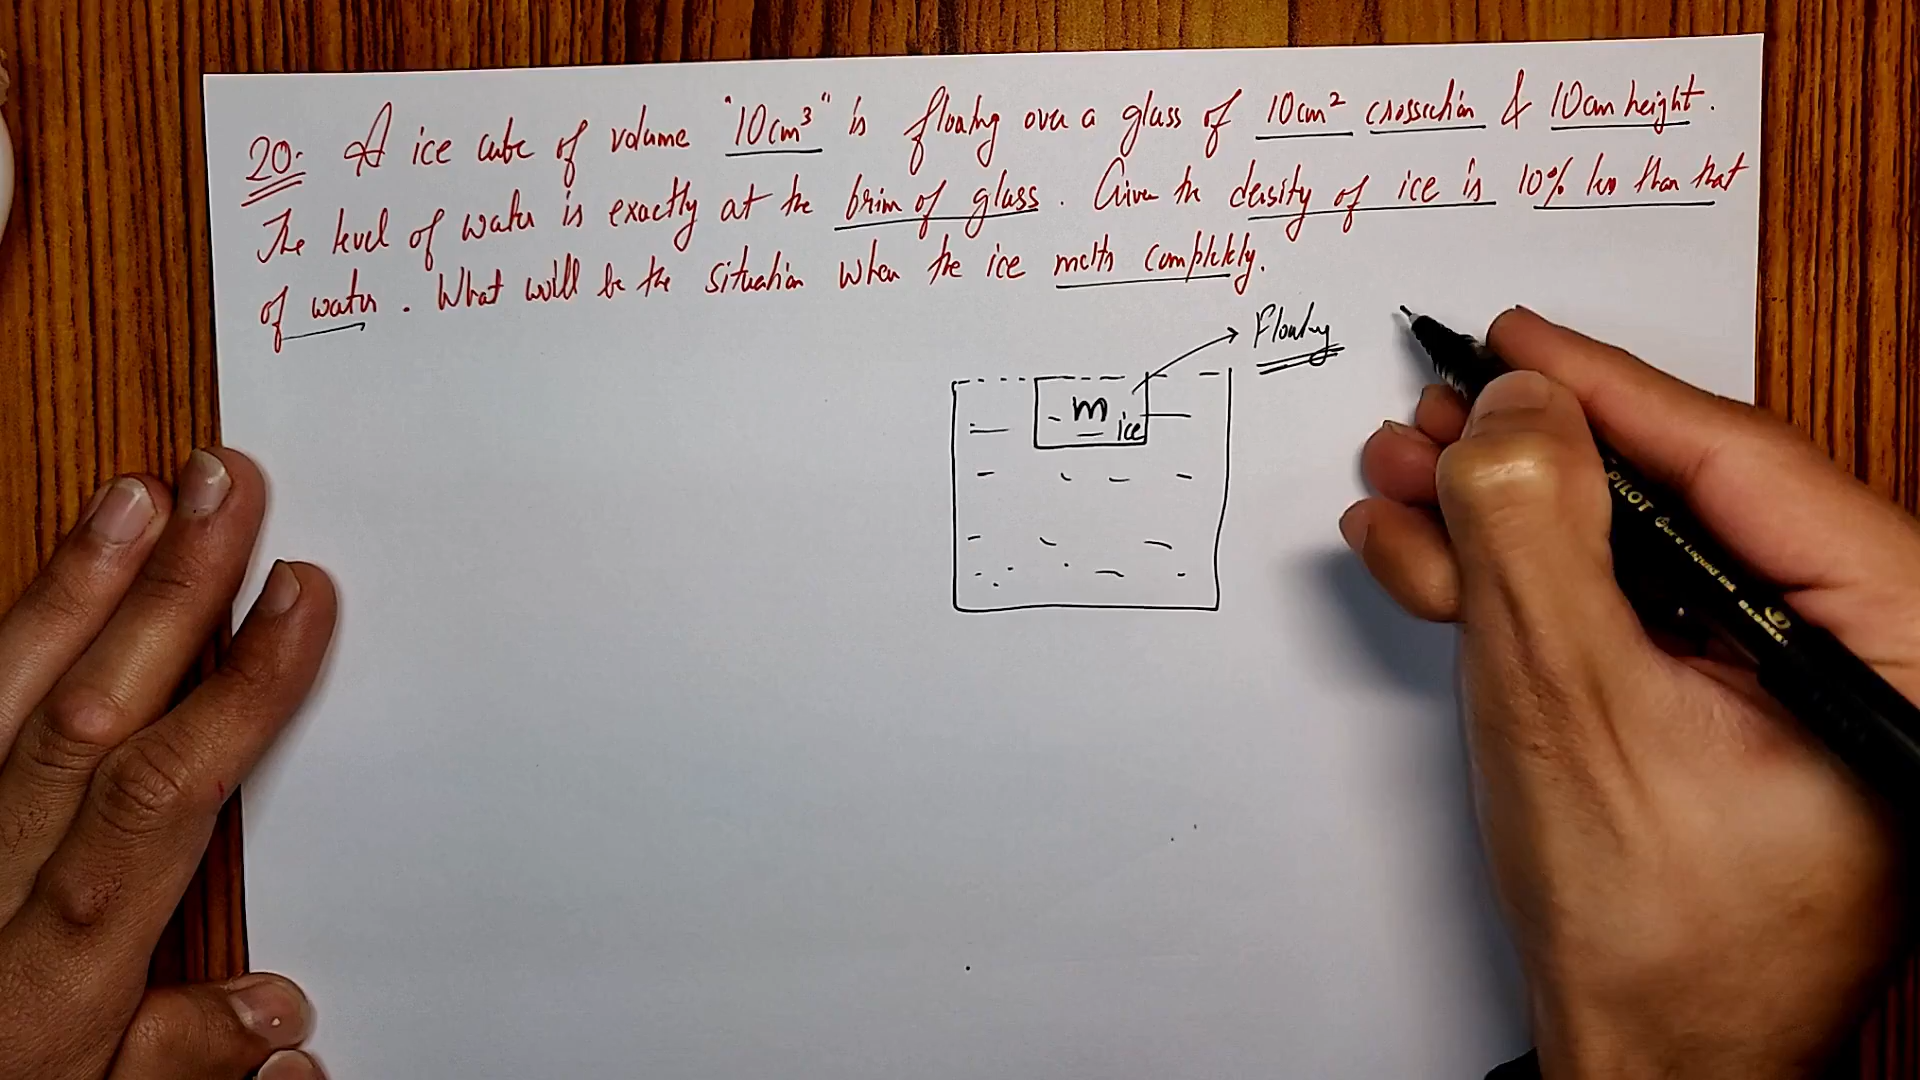 20: A ice cube of volume "10cm³" is floating over a glass of 10cm² crossection & 10cm height.
The level of water is exactly at the brim of glass. Given the density of ice is 10% less than that
of water. What will be the situation when the ice melts completely.
Floating
m
ice
PILOT